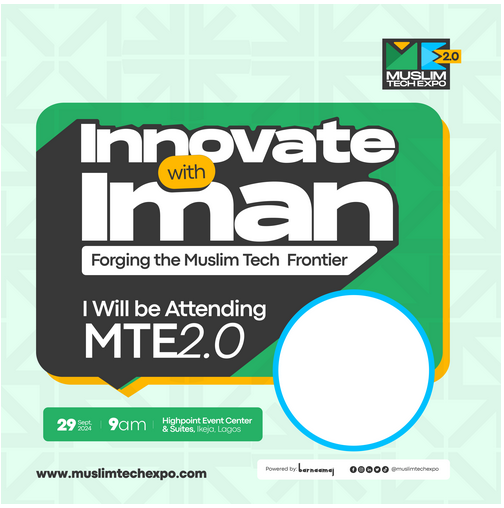 2.0
MUSLIM
TECH EXPO
Innovate
with
Iman
Forging the Muslim Tech Frontier
I Will be Attending
MTE2.0
29 Sept, 2024 9am Highpoint Event Center
& Suites, Ikeja, Lagos
www.muslimtechexpo.com
Powered by: barnaamaj @muslimtechexpo